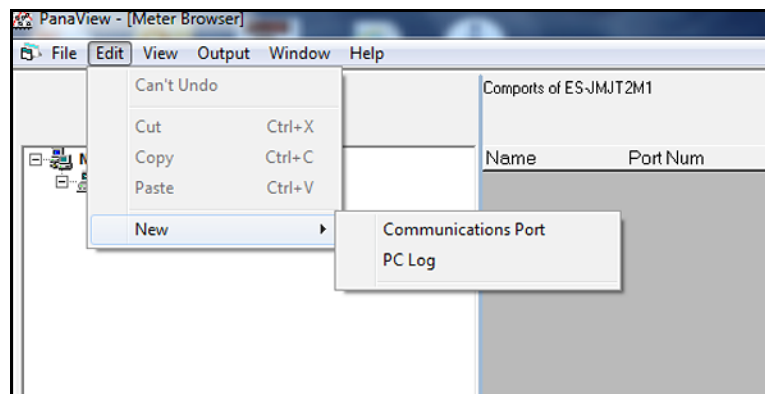 PanaView - [Meter Browser]
File Edit View Output Window Help
Can't Undo
Cut Ctrl+X
Copy Ctrl+C
Paste Ctrl+V
New
Communications Port
PC Log
Comports of ES-JMJT2M1
Name Port Num